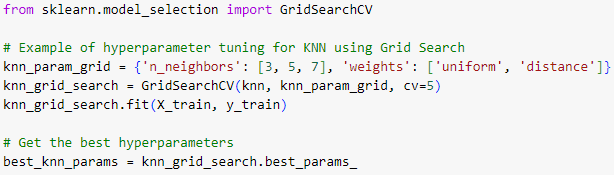 from sklearn.model_selection import GridSearchCV
# Example of hyperparameter tuning for KNN using Grid Search
knn_param_grid = {'n_neighbors': [3, 5, 7], 'weights': ['uniform', 'distance']}
knn_grid_search = GridSearchCV(knn, knn_param_grid, cv=5)
knn_grid_search.fit(X_train, y_train)
# Get the best hyperparameters
best_knn_params = knn_grid_search.best_params_